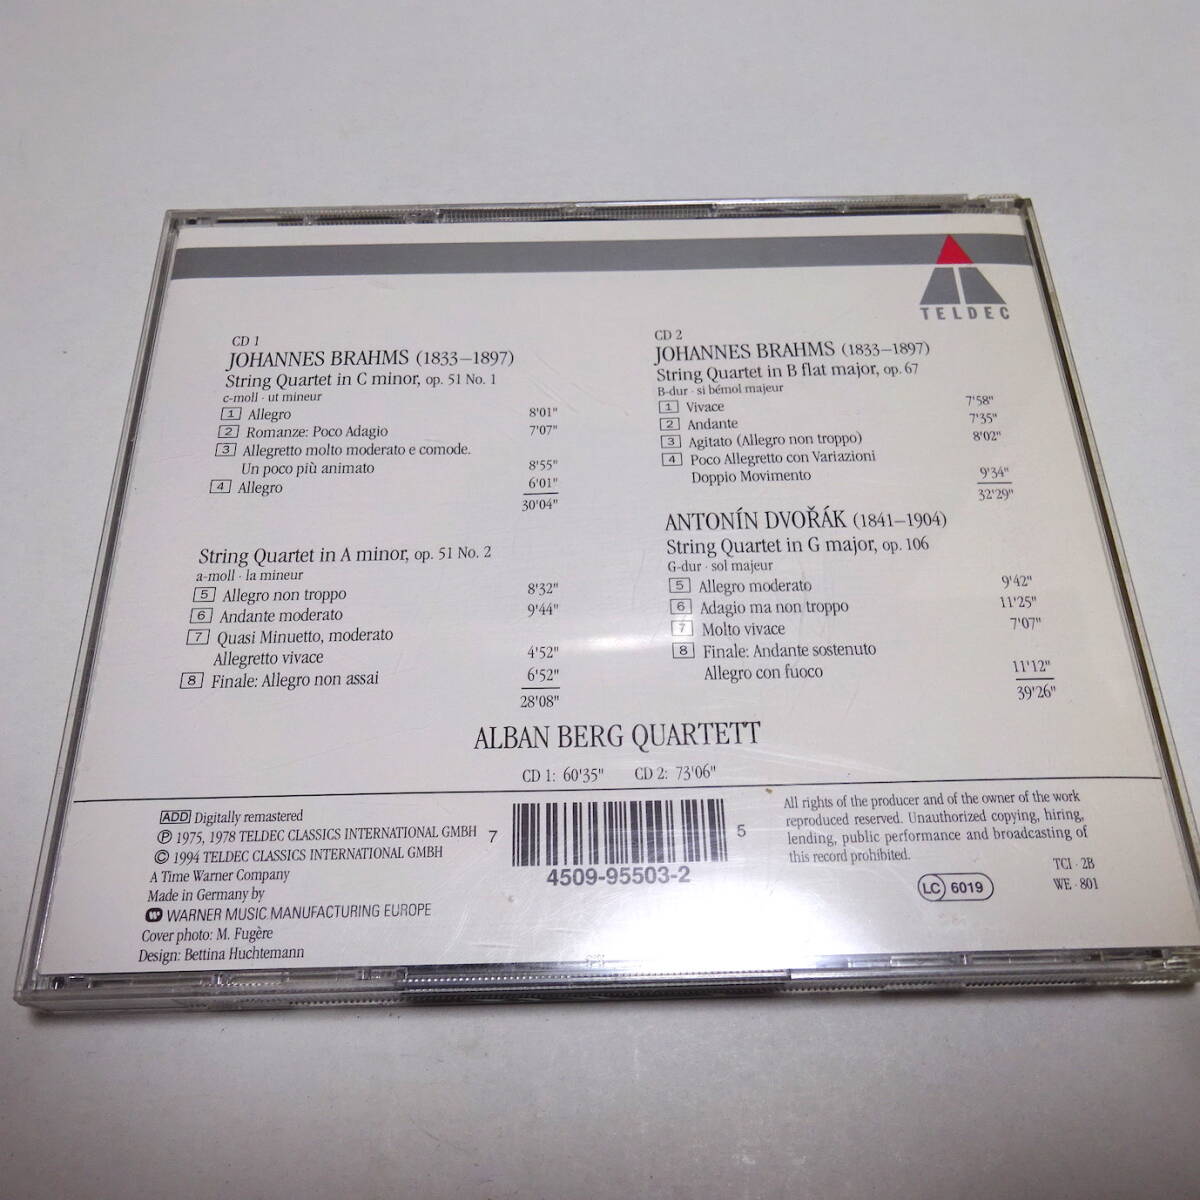 TELDEC
CD 1
JOHANNES BRAHMS (1833–1897)
String Quartet in C minor, op. 51 No. 1
c-moll · ut mineur
1 Allegro 8'01"
2 Romanze: Poco Adagio 7'07"
3 Allegretto molto moderato e comode.
Un poco più animato 8'55"
4 Allegro 6'01"
30'04"
String Quartet in A minor, op. 51 No. 2
a-moll · la mineur
5 Allegro non troppo 8'32"
6 Andante moderato 9'44"
7 Quasi Minuetto, moderato
Allegretto vivace 4'52"
8 Finale: Allegro non assai 6'52"
28'08"
CD 2
JOHANNES BRAHMS (1833–1897)
String Quartet in B flat major, op. 67
B-dur · si bémol majeur
1 Vivace 7'58"
2 Andante 7'35"
3 Agitato (Allegro non troppo) 8'02"
4 Poco Allegretto con Variazioni
Doppio Movimento 9'34"
32'29"
ANTONÍN DVOŘÁK (1841–1904)
String Quartet in G major, op. 106
G-dur · sol majeur
5 Allegro moderato 9'42"
6 Adagio ma non troppo 11'25"
7 Molto vivace 7'07"
8 Finale: Andante sostenuto
Allegro con fuoco 11'12"
39'26"
ALBAN BERG QUARTETT
CD 1: 60'35" CD 2: 73'06"
ADD Digitally remastered
Ⓟ 1975, 1978 TELDEC CLASSICS INTERNATIONAL GMBH
© 1994 TELDEC CLASSICS INTERNATIONAL GMBH
A Time Warner Company
Made in Germany by
WARNER MUSIC MANUFACTURING EUROPE
Cover photo: M. Fugère
Design: Bettina Huchtemann
7 5
4509-95503-2
All rights of the producer and of the owner of the work
reproduced reserved. Unauthorized copying, hiring,
lending, public performance and broadcasting of
this record prohibited.
TCI · 2B
LC 6019
WE · 801